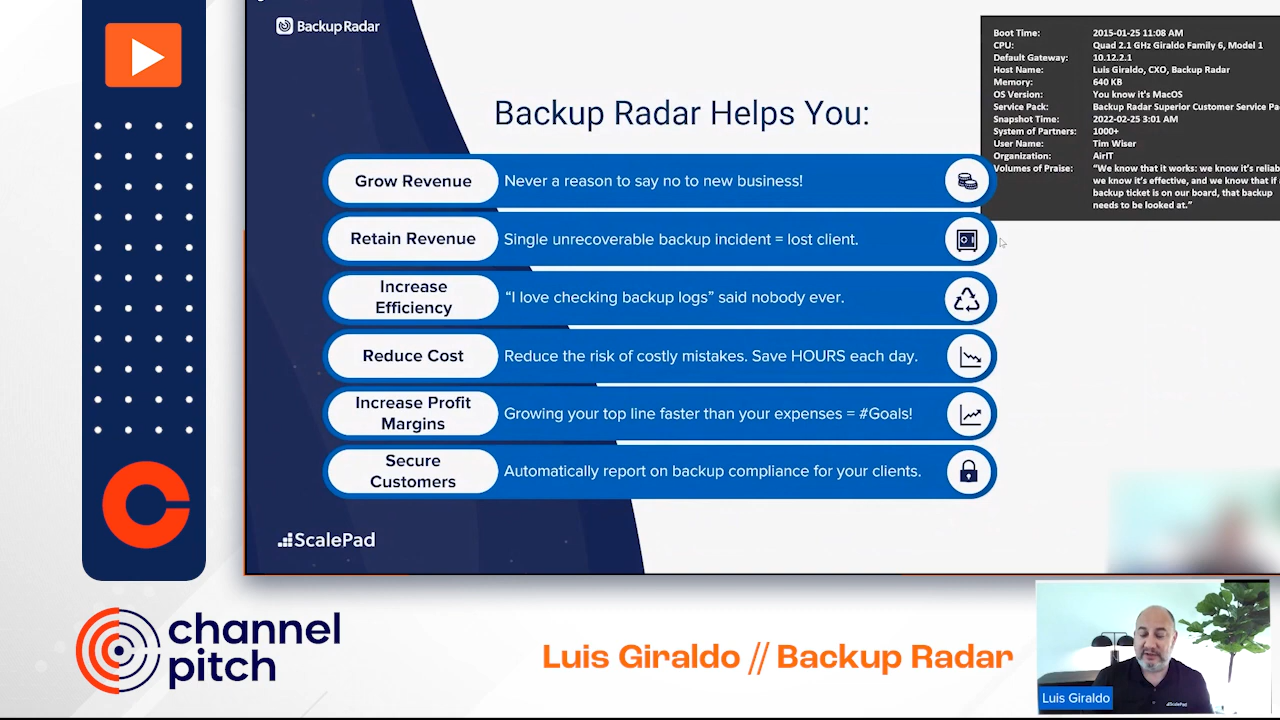 Backup Radar
Backup Radar Helps You:
Grow Revenue
Never a reason to say no to new business!
Retain Revenue
Single unrecoverable backup incident = lost client.
Increase
Efficiency
“I love checking backup logs” said nobody ever.
Reduce Cost
Reduce the risk of costly mistakes. Save HOURS each day.
Increase Profit
Margins
Growing your top line faster than your expenses = #Goals!
Secure
Customers
Automatically report on backup compliance for your clients.
ScalePad
Boot Time: 2015-01-25 11:08 AM
CPU: Quad 2.1 GHz Giraldo Family 6, Model 1
Default Gateway: 10.12.2.1
Host Name: Luis Giraldo, CXO, Backup Radar
Memory: 640 KB
OS Version: You know it's MacOS
Service Pack: Backup Radar Superior Customer Service
Snapshot Time: 2022-02-25 3:01 AM
System of Partners: 1000+
User Name: Tim Wiser
Organization: AirIT
Volumes of Praise: “We know that it works: we know it’s
we know it’s effective, and we know that if
backup ticket is on our board, that backup
needs to be looked at.”
channel
pitch
Luis Giraldo // Backup Radar
Luis Giraldo
ScalePad